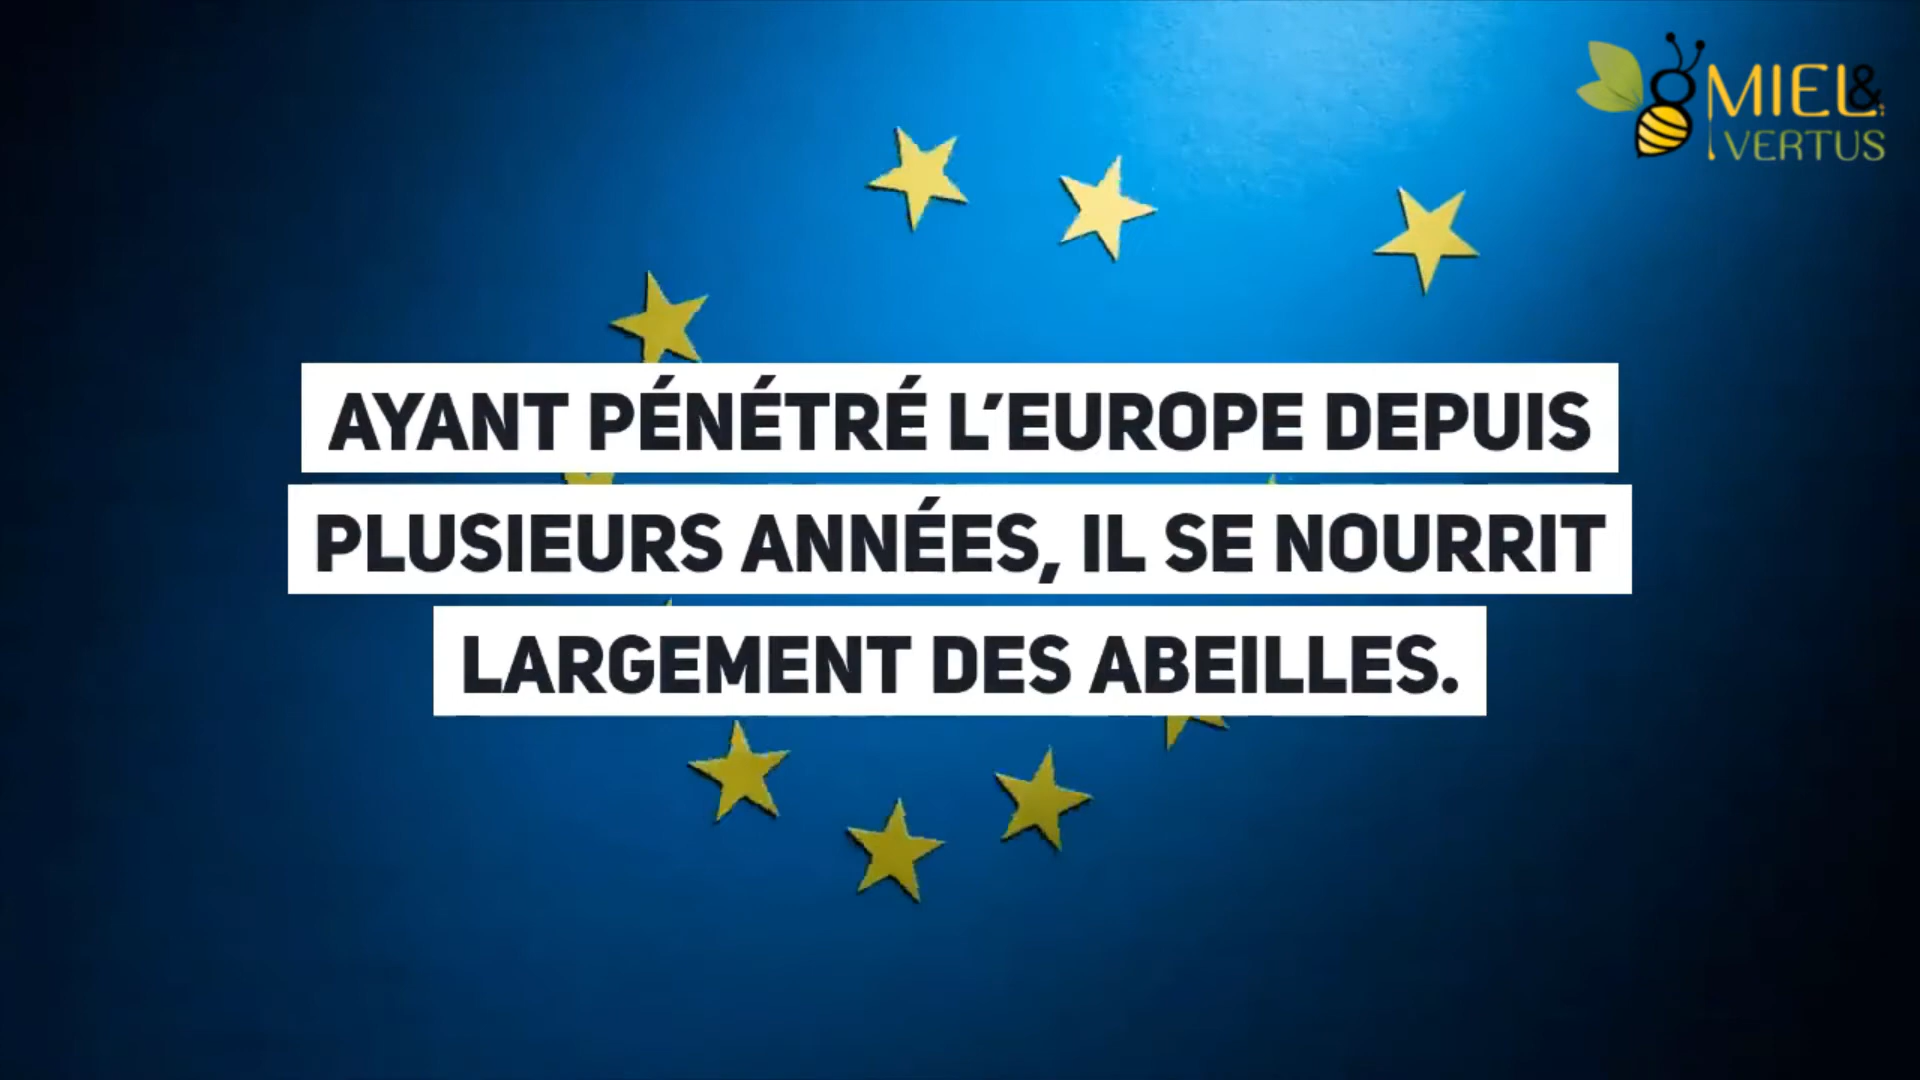 MIEL &
VERTUS
AYANT PÉNÉTRÉ L'EUROPE DEPUIS
PLUSIEURS ANNÉES, IL SE NOURRIT
LARGEMENT DES ABEILLES.